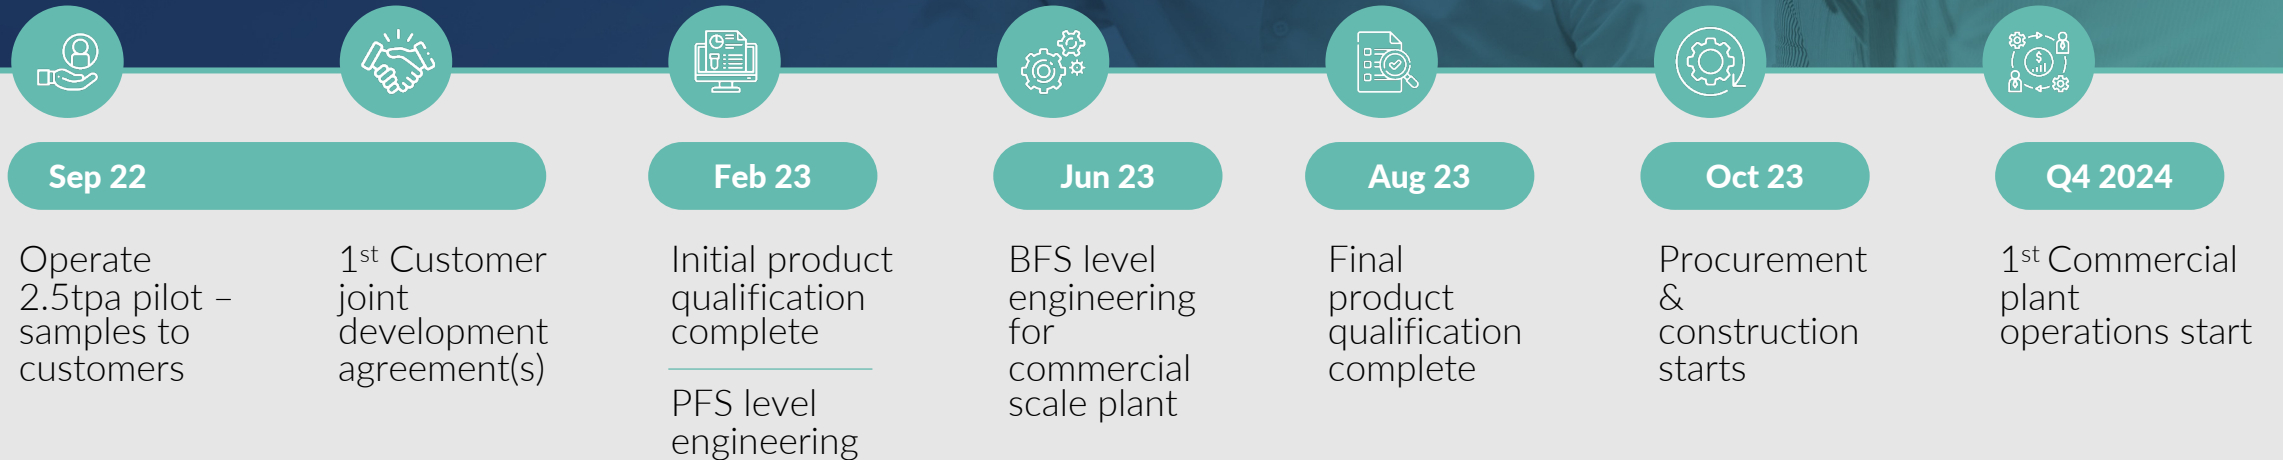 Sep 22
Operate
2.5tpa pilot –
samples to
customers
1st Customer
joint
development
agreement(s)
Feb 23
Initial product
qualification
complete
PFS level
engineering
Jun 23
BFS level
engineering
for
commercial
scale plant
Aug 23
Final
product
qualification
complete
Oct 23
Procurement
&
construction
starts
Q4 2024
1st Commercial
plant
operations start